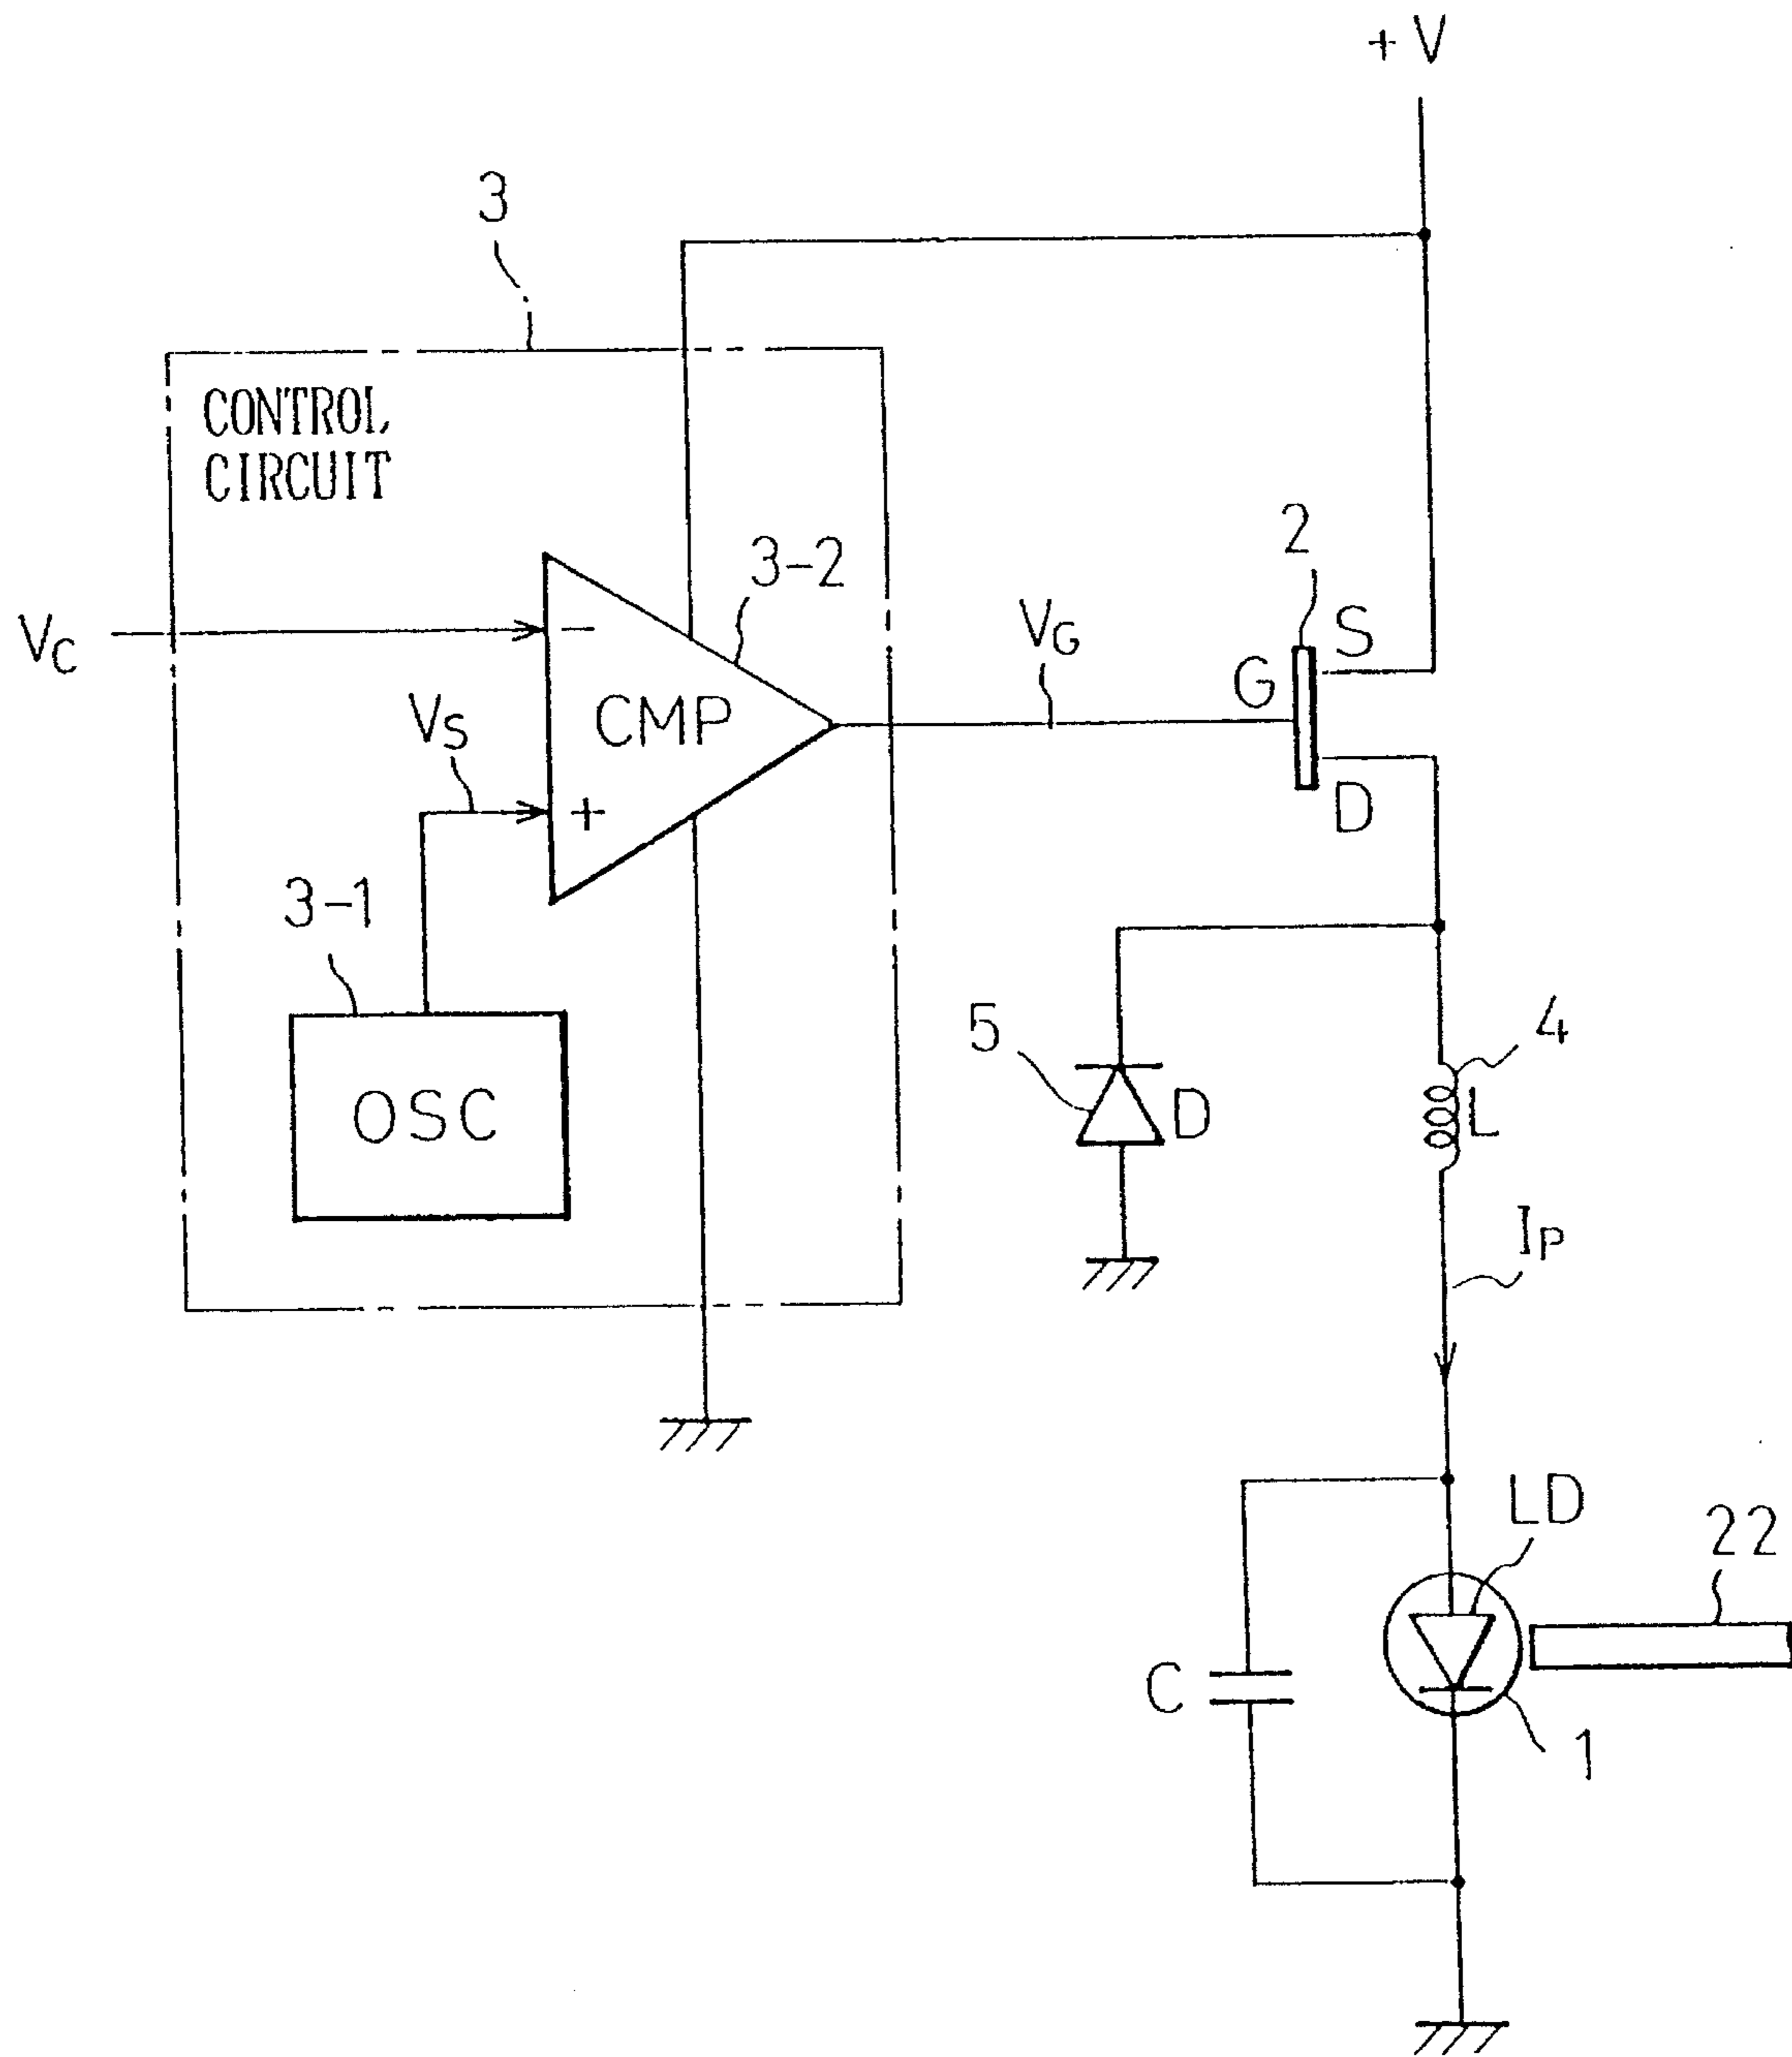 +V
3
CONTROL
CIRCUIT
3-2
2
VC
−
VG
S
G
VS
CMP
+
D
3-1
5
4
OSC
D
L
IP
LD
22
C
1